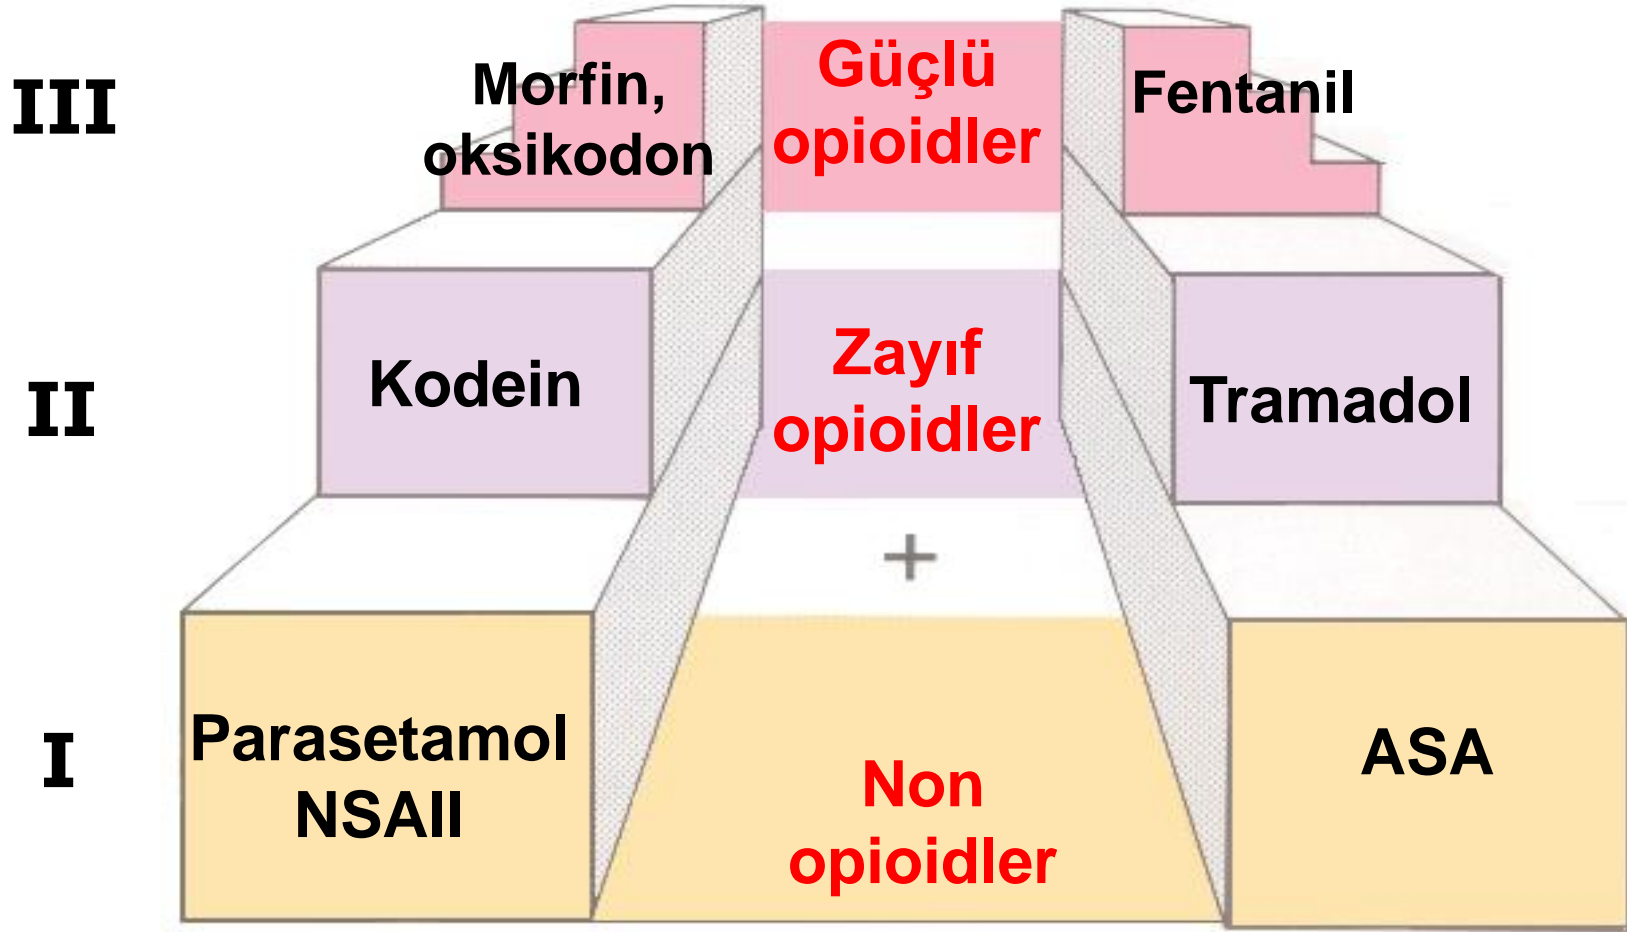 III
Morfin,
oksikodon
Güçlü
opioidler
Fentanil
II
Kodein
Zayıf
opioidler
Tramadol
+
I
Parasetamol
NSAII
Non
opioidler
ASA